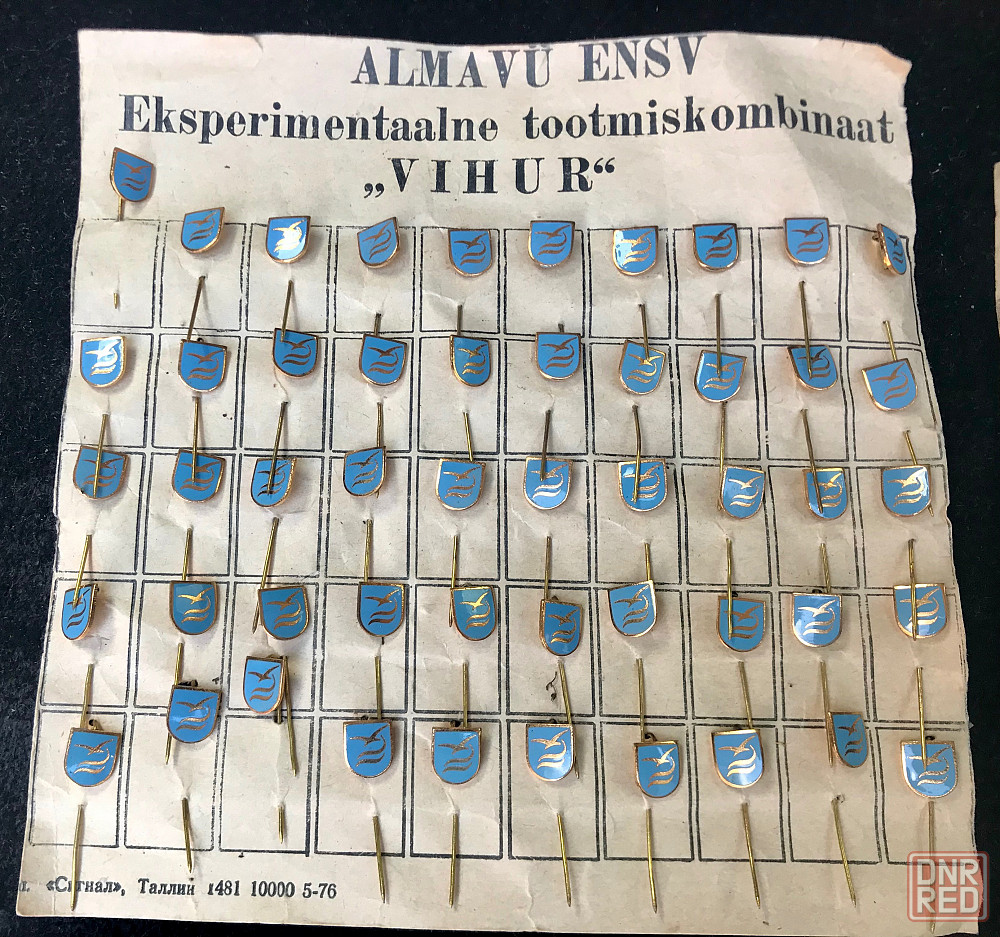 ALMAVÜ ENSV
Eksperimentaalne tootmiskombinaat
„VIHUR“
«Сигнал», Таллин 1481 10000 5-76
DNR
RED